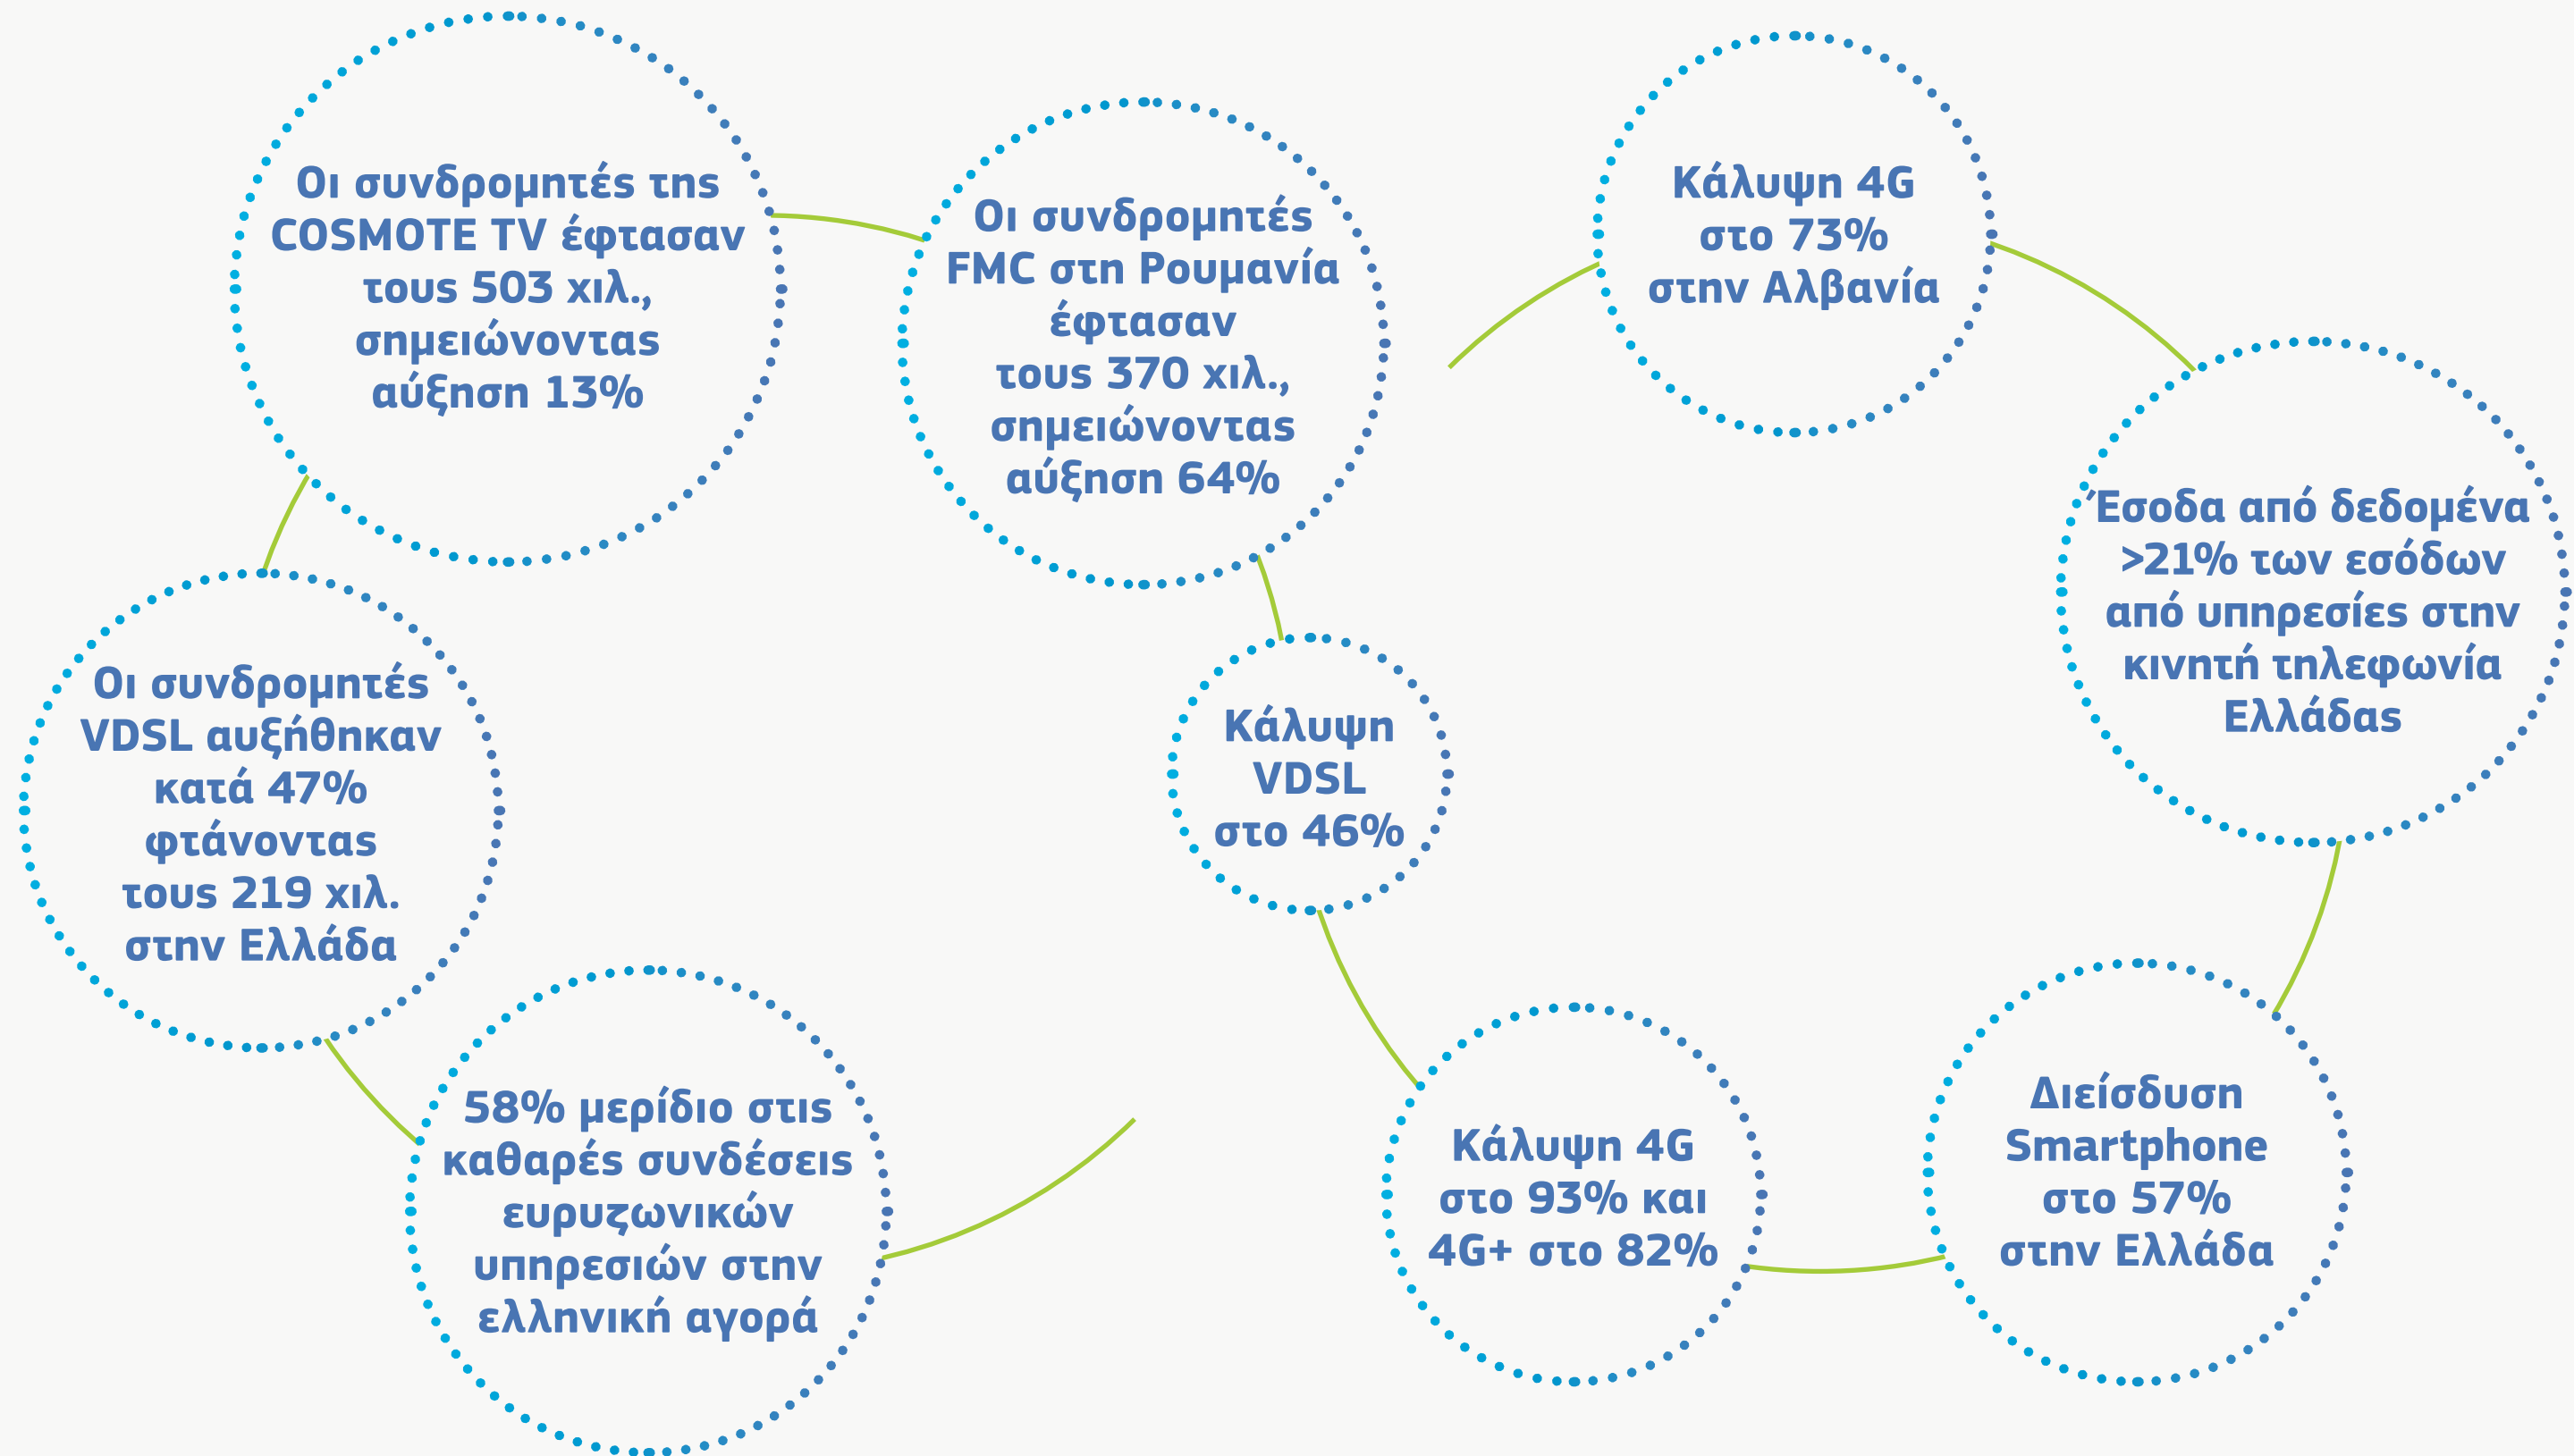 Οι συνδρομητές της
COSMOTE TV έφτασαν
τους 503 χιλ.,
σημειώνοντας
αύξηση 13%
Οι συνδρομητές
FMC στη Ρουμανία
έφτασαν
τους 370 χιλ.,
σημειώνοντας
αύξηση 64%
Κάλυψη 4G
στο 73%
στην Αλβανία
Έσοδα από δεδομένα
>21% των εσόδων
από υπηρεσίες στην
κινητή τηλεφωνία
Ελλάδας
Οι συνδρομητές
VDSL αυξήθηκαν
κατά 47%
φτάνοντας
τους 219 χιλ.
στην Ελλάδα
Κάλυψη
VDSL
στο 46%
58% μερίδιο στις
καθαρές συνδέσεις
ευρυζωνικών
υπηρεσιών στην
ελληνική αγορά
Κάλυψη 4G
στο 93% και
4G+ στο 82%
Διείσδυση
Smartphone
στο 57%
στην Ελλάδα